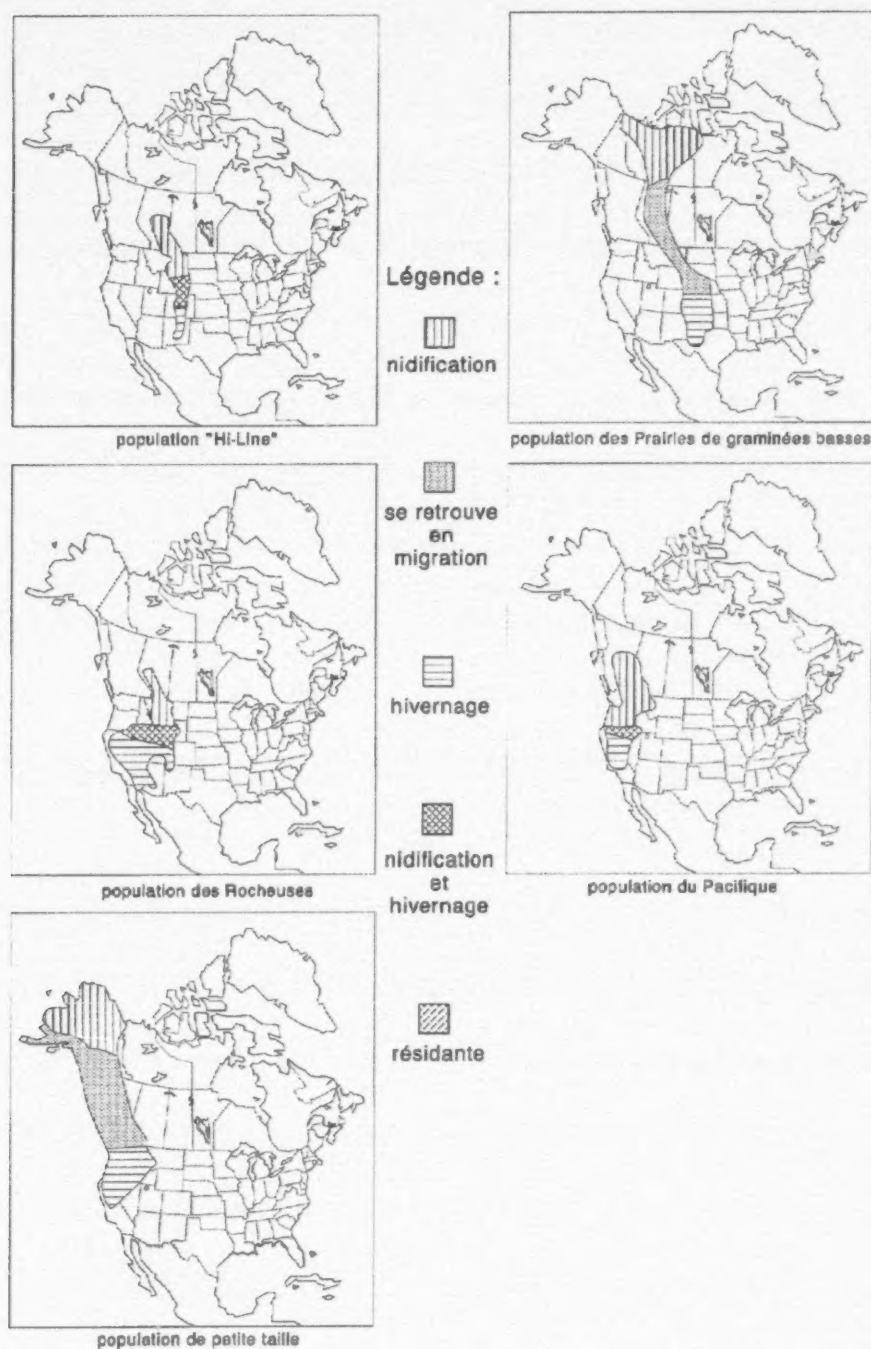 population "Hi-Line"
population des Prairies de graminées basses
Légende :
nidification
se retrouve
en
migration
hivernage
nidification
et
hivernage
résidante
population des Rocheuses
population du Pacifique
population de petite taille